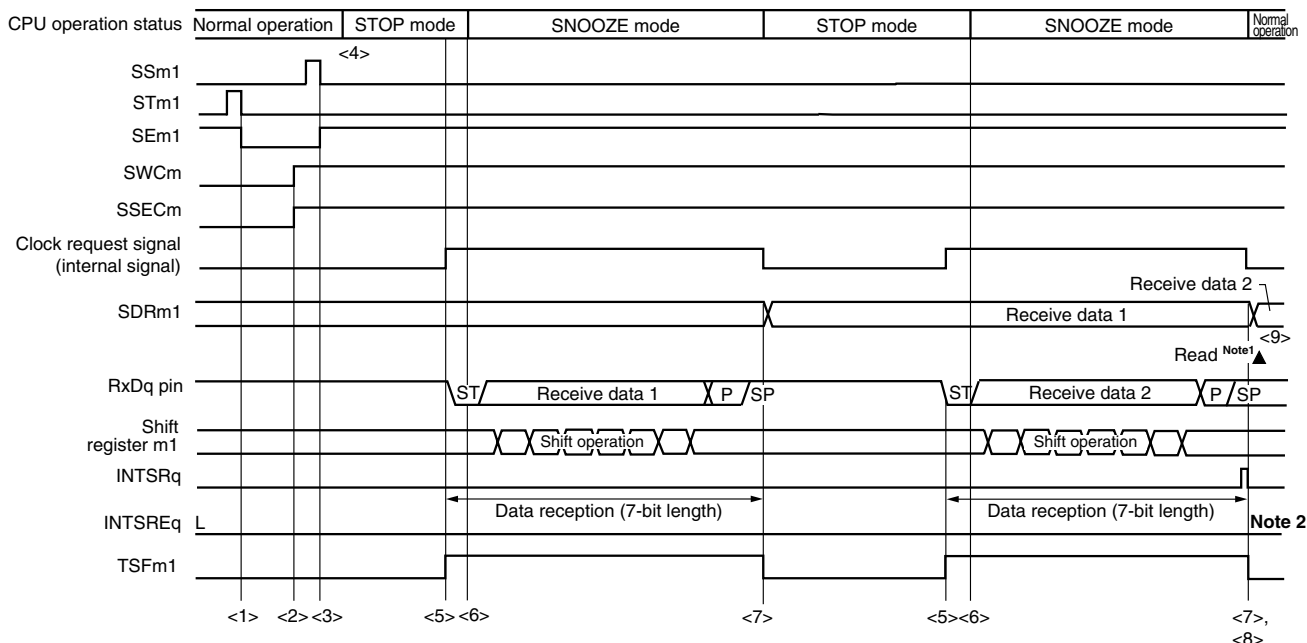 CPU operation status Normal operation STOP mode SNOOZE mode STOP mode SNOOZE mode Normal operation
<4>
SSm1
STm1
SEm1
SWCm
SSECm
Clock request signal
(internal signal)
Receive data 2
SDRm1 Receive data 1
<9>
Read Note1▲
RxDq pin ST Receive data 1 P SP ST Receive data 2 P SP
Shift
register m1 Shift operation Shift operation
INTSRq
Data reception (7-bit length) Data reception (7-bit length)
INTSREq L Note 2
TSFm1
<1> <2> <3> <5> <6> <7> <5> <6> <7>,
<8>